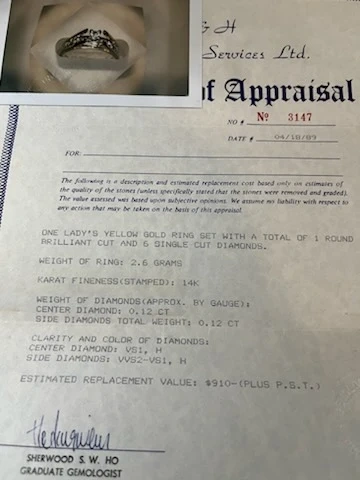 & H
Services Ltd.
of Appraisal
NO # Nº 3147
DATE # 04/18/89
FOR:
The following is a description and estimated replacement cost based only on estimates of
the quality of the stones (unless specifically stated that the stones were removed and graded).
The value assessed was based upon subjective opinions. We assume no liability with respect to
any action that may be taken on the basis of this appraisal
ONE LADY'S YELLOW GOLD RING SET WITH A TOTAL OF 1 ROUND
BRILLIANT CUT AND 6 SINGLE CUT DIAMONDS.
WEIGHT OF RING: 2.6 GRAMS
KARAT FINENESS(STAMPED): 14K
WEIGHT OF DIAMONDS(APPROX. BY GAUGE):
CENTER DIAMOND: 0.12 CT
SIDE DIAMONDS TOTAL WEIGHT: 0.12 CT
CLARITY AND COLOR OF DIAMONDS:
CENTER DIAMOND: VS1, H
SIDE DIAMONDS: VVS2-VS1, H
ESTIMATED REPLACEMENT VALUE: $910-(PLUS P.S.T.)
SHERWOOD S. W. HO
GRADUATE GEMOLOGIST